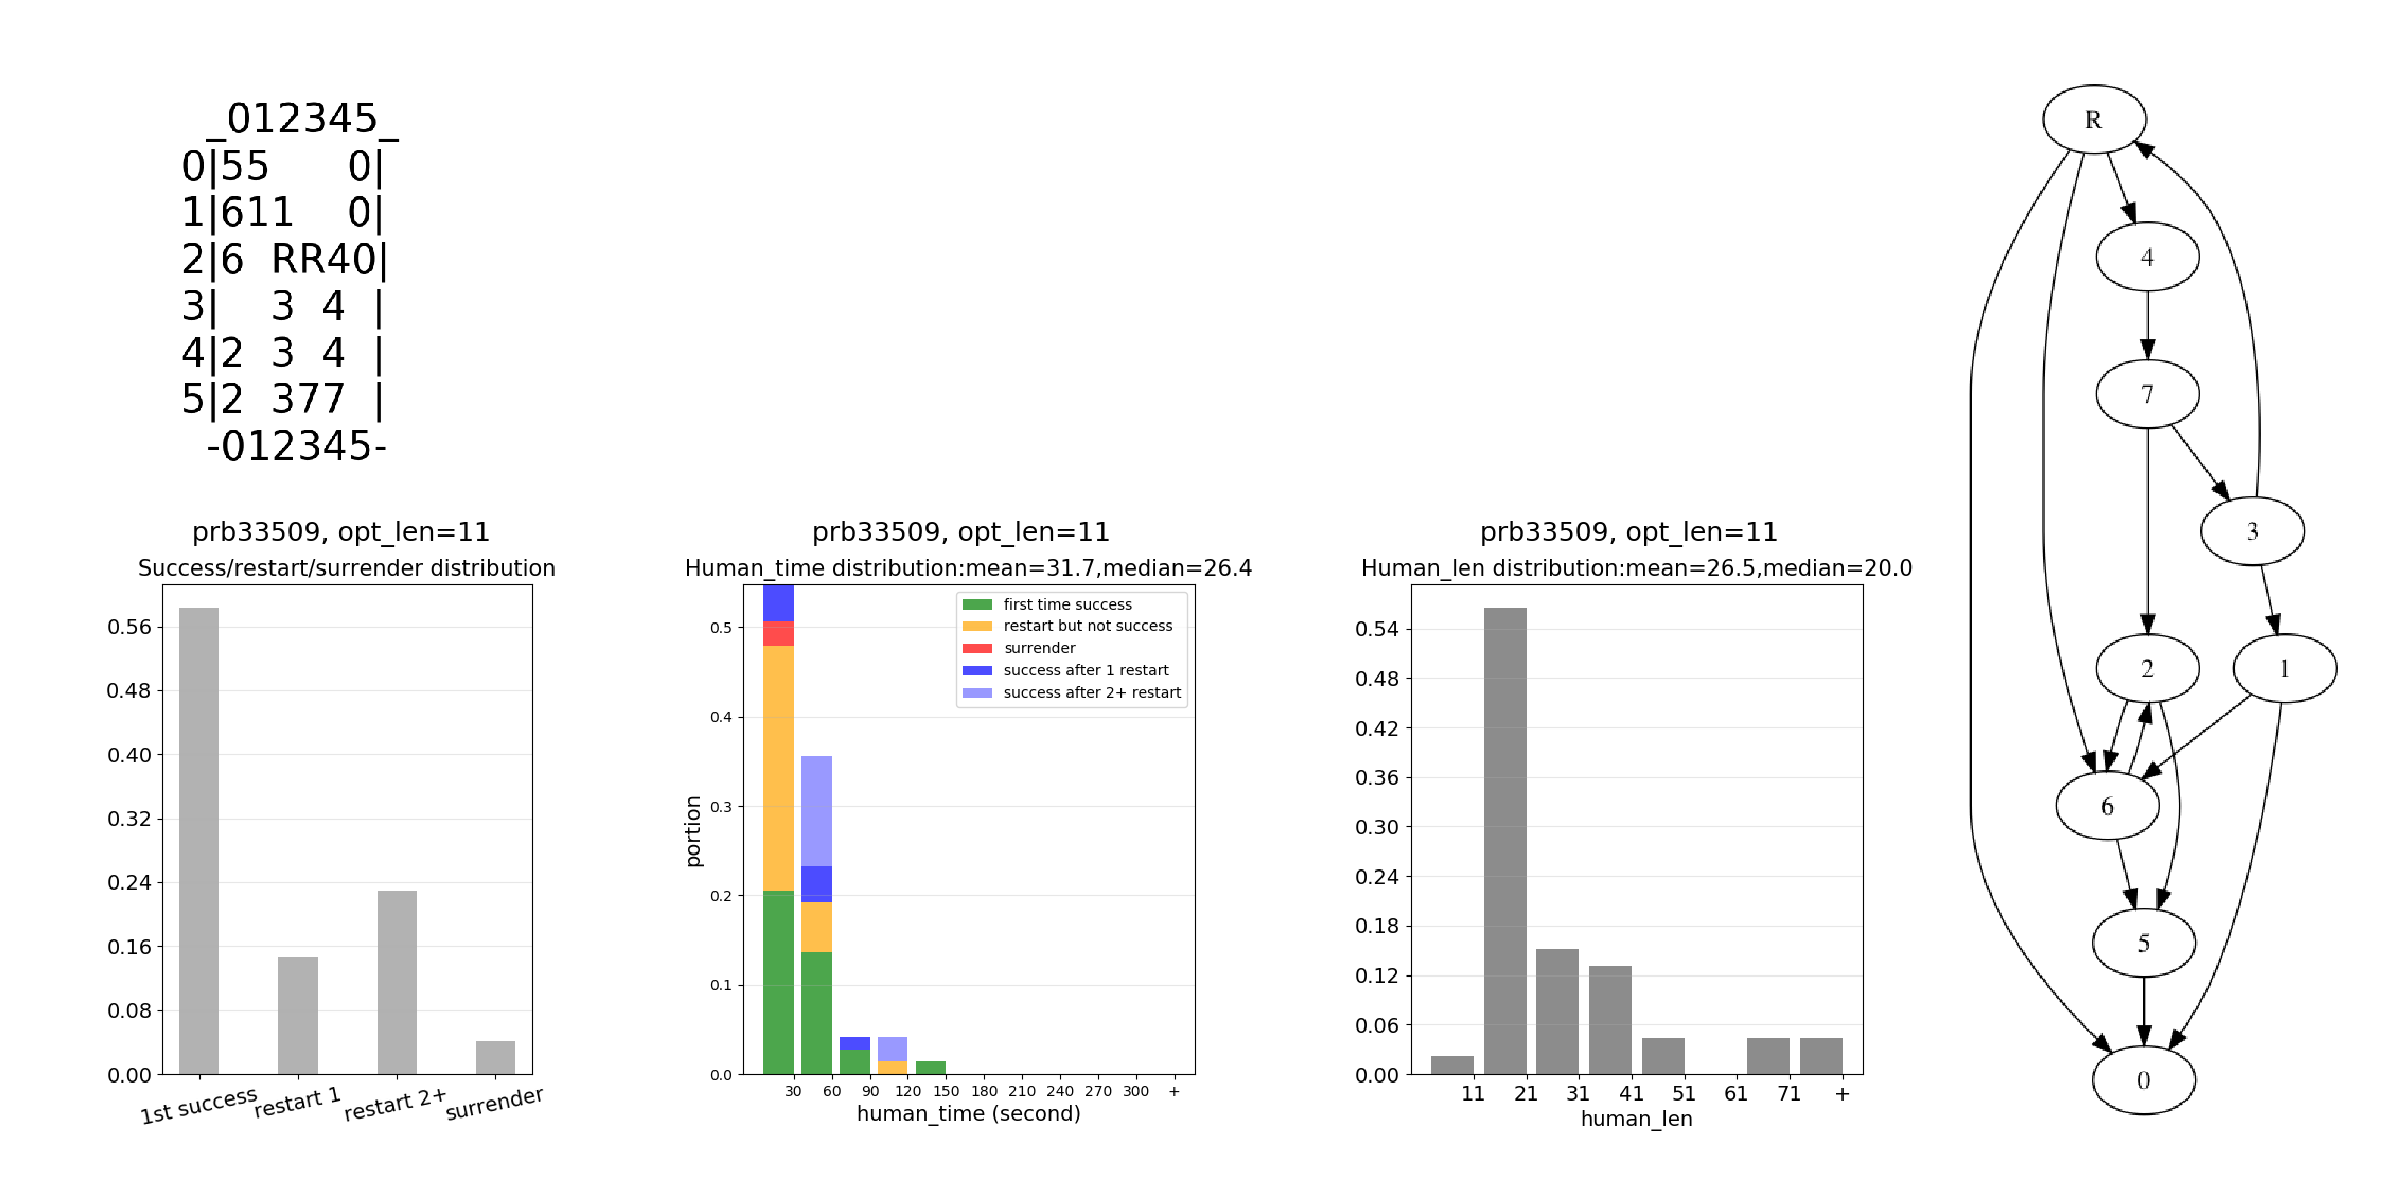 _012345_
0|55   0|
1|611  0|
2|6 RR40|
3|  3 4 |
4|2 3 4 |
5|2 377 |
-012345-
prb33509, opt_len=11
Success/restart/surrender distribution
0.56
0.48
0.40
0.32
0.24
0.16
0.08
0.00
1st success
restart 1
restart 2+
surrender
prb33509, opt_len=11
Human_time distribution:mean=31.7,median=26.4
first time success
restart but not success
surrender
success after 1 restart
success after 2+ restart
portion
0.5
0.4
0.3
0.2
0.1
0.0
30 60 90 120 150 180 210 240 270 300 +
human_time (second)
prb33509, opt_len=11
Human_len distribution:mean=26.5,median=20.0
0.54
0.48
0.42
0.36
0.30
0.24
0.18
0.12
0.06
0.00
11 21 31 41 51 61 71 +
human_len
R
4
7
3
2 1
6
5
0